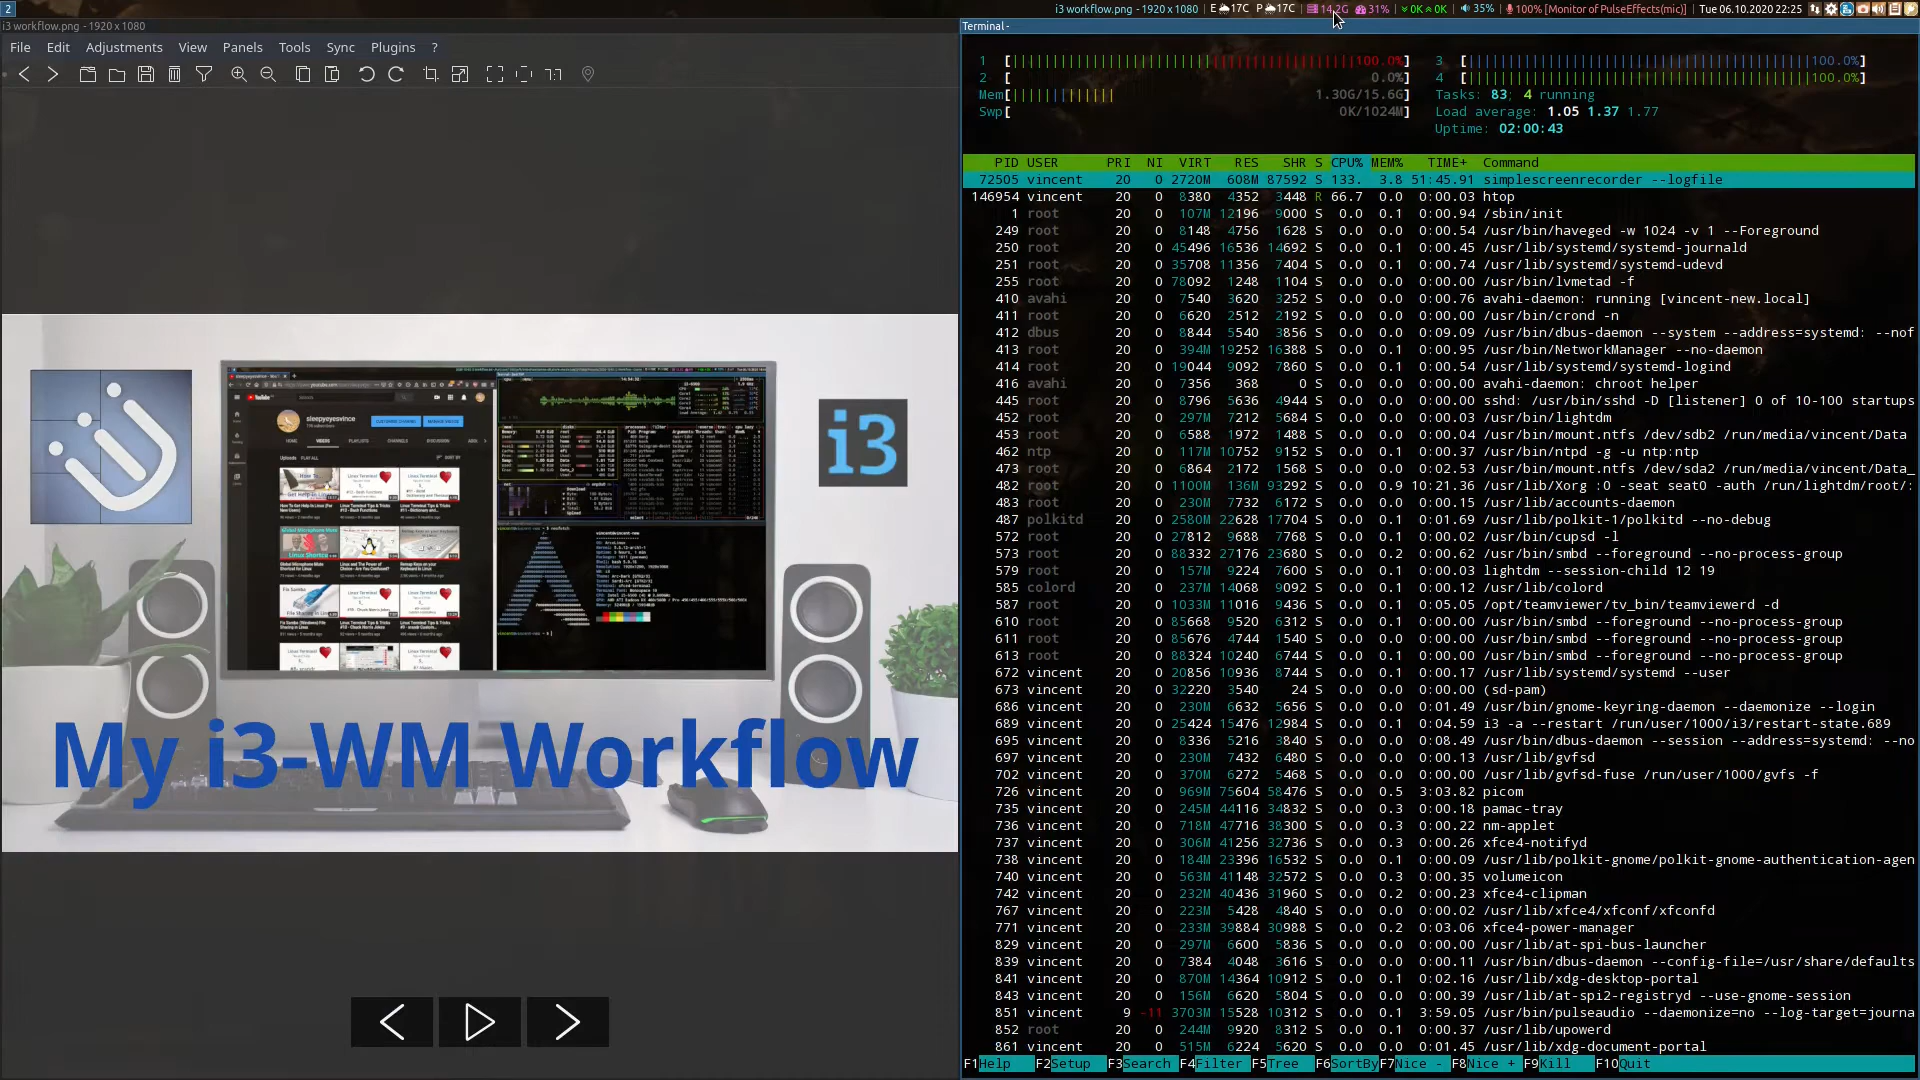 2
i3 workflow.png - 1920 x 1080 | E 17C P 17C | 14.2G 31% | 0K 0K | 35% | 100% [Monitor of PulseEffects(mic)] | Tue 06.10.2020 22:25
i3 workflow.png - 1920 x 1080
File Edit Adjustments View Panels Tools Sync Plugins ?
1:1
i3
My i3-WM Workflow
Terminal -
1 [100.0%] 3 [100.0%]
2 [0.0%] 4 [100.0%]
Mem[1.30G/15.6G] Tasks: 83; 4 running
Swp[0K/1024M] Load average: 1.05 1.37 1.77
Uptime: 02:00:43
PID USER PRI NI VIRT RES SHR S CPU% MEM% TIME+ Command
72505 vincent 20 0 2720M 608M 87592 S 133. 3.8 51:45.91 simplescreenrecorder --logfile
146954 vincent 20 0 8380 4352 3448 R 66.7 0.0 0:00.03 htop
1 root 20 0 107M 12196 9000 S 0.0 0.1 0:00.94 /sbin/init
249 root 20 0 8148 4756 1628 S 0.0 0.0 0:00.54 /usr/bin/haveged -w 1024 -v 1 --Foreground
250 root 20 0 45496 16536 14692 S 0.0 0.1 0:00.45 /usr/lib/systemd/systemd-journald
251 root 20 0 35708 11356 7404 S 0.0 0.1 0:00.74 /usr/lib/systemd/systemd-udevd
255 root 20 0 78092 1248 1104 S 0.0 0.0 0:00.00 /usr/bin/lvmetad -f
410 avahi 20 0 7540 3620 3252 S 0.0 0.0 0:00.76 avahi-daemon: running [vincent-new.local]
411 root 20 0 6620 2512 2192 S 0.0 0.0 0:00.00 /usr/bin/crond -n
412 dbus 20 0 8844 5540 3856 S 0.0 0.0 0:09.09 /usr/bin/dbus-daemon --system --address=systemd: --nof
413 root 20 0 394M 19252 16388 S 0.0 0.1 0:00.95 /usr/bin/NetworkManager --no-daemon
414 root 20 0 19044 9092 7860 S 0.0 0.1 0:00.54 /usr/lib/systemd/systemd-logind
416 avahi 20 0 7356 368 0 S 0.0 0.0 0:00.00 avahi-daemon: chroot helper
445 root 20 0 8796 5636 4944 S 0.0 0.0 0:00.00 sshd: /usr/bin/sshd -D [listener] 0 of 10-100 startups
452 root 20 0 297M 7212 5684 S 0.0 0.0 0:00.03 /usr/bin/lightdm
453 root 20 0 6588 1972 1488 S 0.0 0.0 0:00.04 /usr/bin/mount.ntfs /dev/sdb2 /run/media/vincent/Data
462 ntp 20 0 117M 10752 9152 S 0.0 0.1 0:00.37 /usr/bin/ntpd -g -u ntp:ntp
473 root 20 0 6864 2172 1568 S 0.0 0.0 0:02.53 /usr/bin/mount.ntfs /dev/sda2 /run/media/vincent/Data_
482 root 20 0 1100M 136M 93292 S 0.0 0.9 10:21.36 /usr/lib/Xorg :0 -seat seat0 -auth /run/lightdm/root/:
483 root 20 0 230M 7732 6172 S 0.0 0.0 0:00.15 /usr/lib/accounts-daemon
487 polkitd 20 0 2580M 22628 17704 S 0.0 0.1 0:01.69 /usr/lib/polkit-1/polkitd --no-debug
572 root 20 0 27812 9688 7768 S 0.0 0.1 0:00.02 /usr/bin/cupsd -l
573 root 20 0 88332 27176 23680 S 0.0 0.2 0:00.62 /usr/bin/smbd --foreground --no-process-group
579 root 20 0 157M 9224 7600 S 0.0 0.1 0:00.03 lightdm --session-child 12 19
585 colord 20 0 237M 14068 9092 S 0.0 0.1 0:00.12 /usr/lib/colord
587 root 20 0 1033M 11016 9436 S 0.0 0.1 0:05.05 /opt/teamviewer/tv_bin/teamviewerd -d
610 root 20 0 85668 9520 6312 S 0.0 0.1 0:00.00 /usr/bin/smbd --foreground --no-process-group
611 root 20 0 85676 4744 1540 S 0.0 0.0 0:00.00 /usr/bin/smbd --foreground --no-process-group
613 root 20 0 88324 10240 6744 S 0.0 0.1 0:00.00 /usr/bin/smbd --foreground --no-process-group
672 vincent 20 0 20856 10936 8744 S 0.0 0.1 0:00.17 /usr/lib/systemd/systemd --user
673 vincent 20 0 32220 3540 24 S 0.0 0.0 0:00.00 (sd-pam)
686 vincent 20 0 230M 6632 5656 S 0.0 0.0 0:01.49 /usr/bin/gnome-keyring-daemon --daemonize --login
689 vincent 20 0 25424 15476 12984 S 0.0 0.1 0:04.59 i3 -a --restart /run/user/1000/i3/restart-state.689
695 vincent 20 0 8336 5216 3840 S 0.0 0.0 0:08.49 /usr/bin/dbus-daemon --session --address=systemd: --no
697 vincent 20 0 230M 7432 6480 S 0.0 0.0 0:00.13 /usr/lib/gvfsd
702 vincent 20 0 370M 6272 5468 S 0.0 0.0 0:00.00 /usr/lib/gvfsd-fuse /run/user/1000/gvfs -f
726 vincent 20 0 969M 75604 58476 S 0.0 0.5 3:03.82 picom
735 vincent 20 0 245M 44116 34832 S 0.0 0.3 0:00.18 pamac-tray
736 vincent 20 0 718M 47716 38300 S 0.0 0.3 0:00.22 nm-applet
737 vincent 20 0 306M 41256 32736 S 0.0 0.3 0:00.26 xfce4-notifyd
738 vincent 20 0 184M 23396 16532 S 0.0 0.1 0:00.09 /usr/lib/polkit-gnome/polkit-gnome-authentication-agen
740 vincent 20 0 563M 41148 32572 S 0.0 0.3 0:00.35 volumeicon
742 vincent 20 0 232M 40436 31960 S 0.0 0.2 0:00.23 xfce4-clipman
767 vincent 20 0 223M 5428 4840 S 0.0 0.0 0:00.02 /usr/lib/xfce4/xfconf/xfconfd
771 vincent 20 0 233M 39884 30988 S 0.0 0.2 0:03.06 xfce4-power-manager
829 vincent 20 0 297M 6600 5836 S 0.0 0.0 0:00.00 /usr/lib/at-spi-bus-launcher
839 vincent 20 0 7384 4048 3616 S 0.0 0.0 0:00.11 /usr/bin/dbus-daemon --config-file=/usr/share/defaults
841 vincent 20 0 870M 14364 10912 S 0.0 0.1 0:02.16 /usr/lib/xdg-desktop-portal
843 vincent 20 0 156M 6620 5804 S 0.0 0.0 0:00.39 /usr/lib/at-spi2-registryd --use-gnome-session
851 vincent 9 -11 3703M 15528 10312 S 0.0 0.1 3:59.05 /usr/bin/pulseaudio --daemonize=no --log-target=journa
852 root 20 0 244M 9920 8312 S 0.0 0.1 0:00.37 /usr/lib/upowerd
861 vincent 20 0 515M 6224 5620 S 0.0 0.0 0:01.45 /usr/lib/xdg-document-portal
F1Help F2Setup F3Search F4Filter F5Tree F6SortBy F7Nice - F8Nice + F9Kill F10Quit